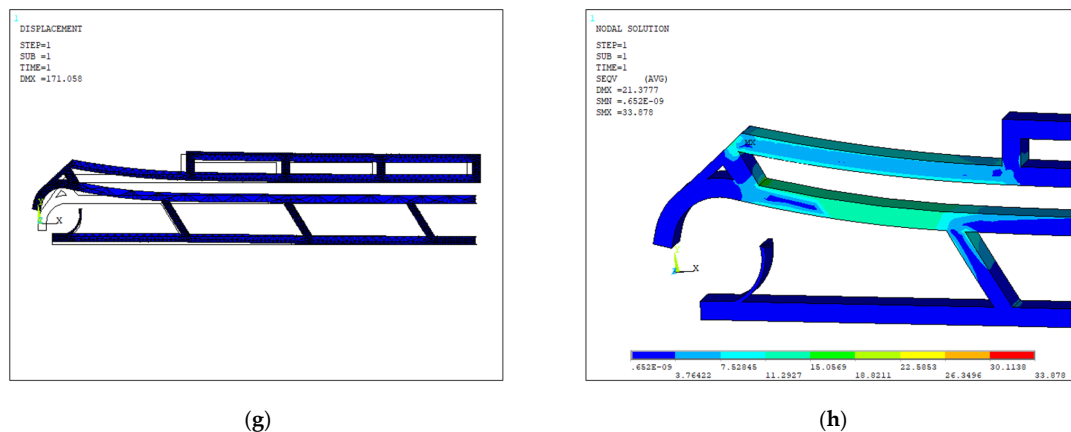 1
DISPLACEMENT
STEP=1
SUB =1
TIME=1
DMX =171.058
Y
X
(g)
1
NODAL SOLUTION
STEP=1
SUB =1
TIME=1
SEQV (AVG)
DMX =21.3777
SMN =.652E-09
SMX =33.878
MX
Y
X
.652E-09 7.52845 15.0569 22.5853 30.1138
3.76422 11.2927 18.8211 26.3496 33.878
(h)